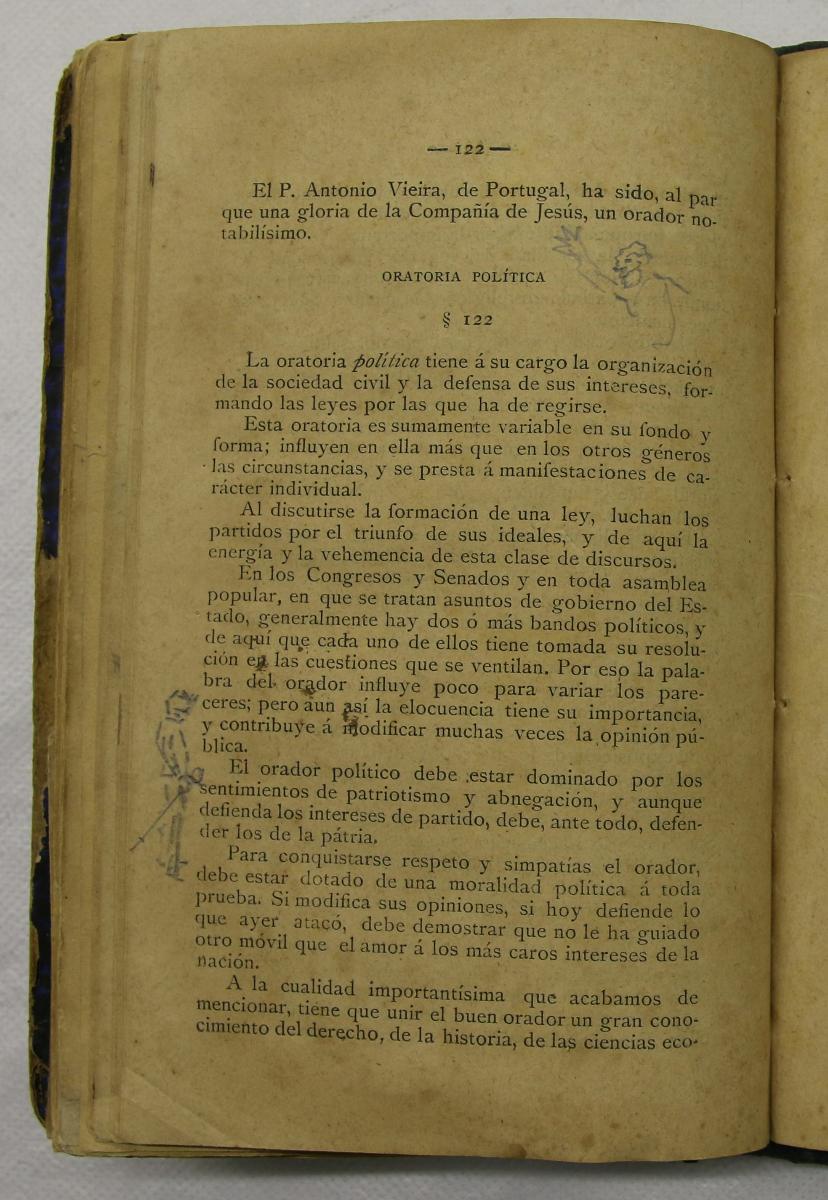 — 122 —
El P. Antonio Vieira, de Portugal, ha sido, al par
que una gloria de la Compañía de Jesús, un orador no-
tabilísimo.
ORATORIA POLÍTICA
§ 122
La oratoria política tiene á su cargo la organización
de la sociedad civil y la defensa de sus intereses, for-
mando las leyes por las que ha de regirse.
Esta oratoria es sumamente variable en su fondo y
forma; influyen en ella más que en los otros géneros
las circunstancias, y se presta á manifestaciones de ca-
rácter individual.
Al discutirse la formación de una ley, luchan los
partidos por el triunfo de sus ideales, y de aquí la
energía y la vehemencia de esta clase de discursos.
En los Congresos y Senados y en toda asamblea
popular, en que se tratan asuntos de gobierno del Es-
tado, generalmente hay dos ó más bandos políticos, y
de aquí que cada uno de ellos tiene tomada su resolu-
ción en las cuestiones que se ventilan. Por eso la pala-
bra del orador influye poco para variar los pare-
ceres; pero aun así la elocuencia tiene su importancia,
y contribuye á modificar muchas veces la opinión pú-
blica.
El orador político debe estar dominado por los
sentimientos de patriotismo y abnegación, y aunque
defienda los intereses de partido, debe, ante todo, defen-
der los de la pátria.
Para conquistarse respeto y simpatías el orador,
debe estar dotado de una moralidad política á toda
prueba. Si modifica sus opiniones, si hoy defiende lo
que ayer atacó, debe demostrar que no le ha guiado
otro móvil que el amor á los más caros intereses de la
nación.
A la cualidad importantísima que acabamos de
mencionar, tiene que unir el buen orador un gran cono-
cimiento del derecho, de la historia, de las ciencias eco-